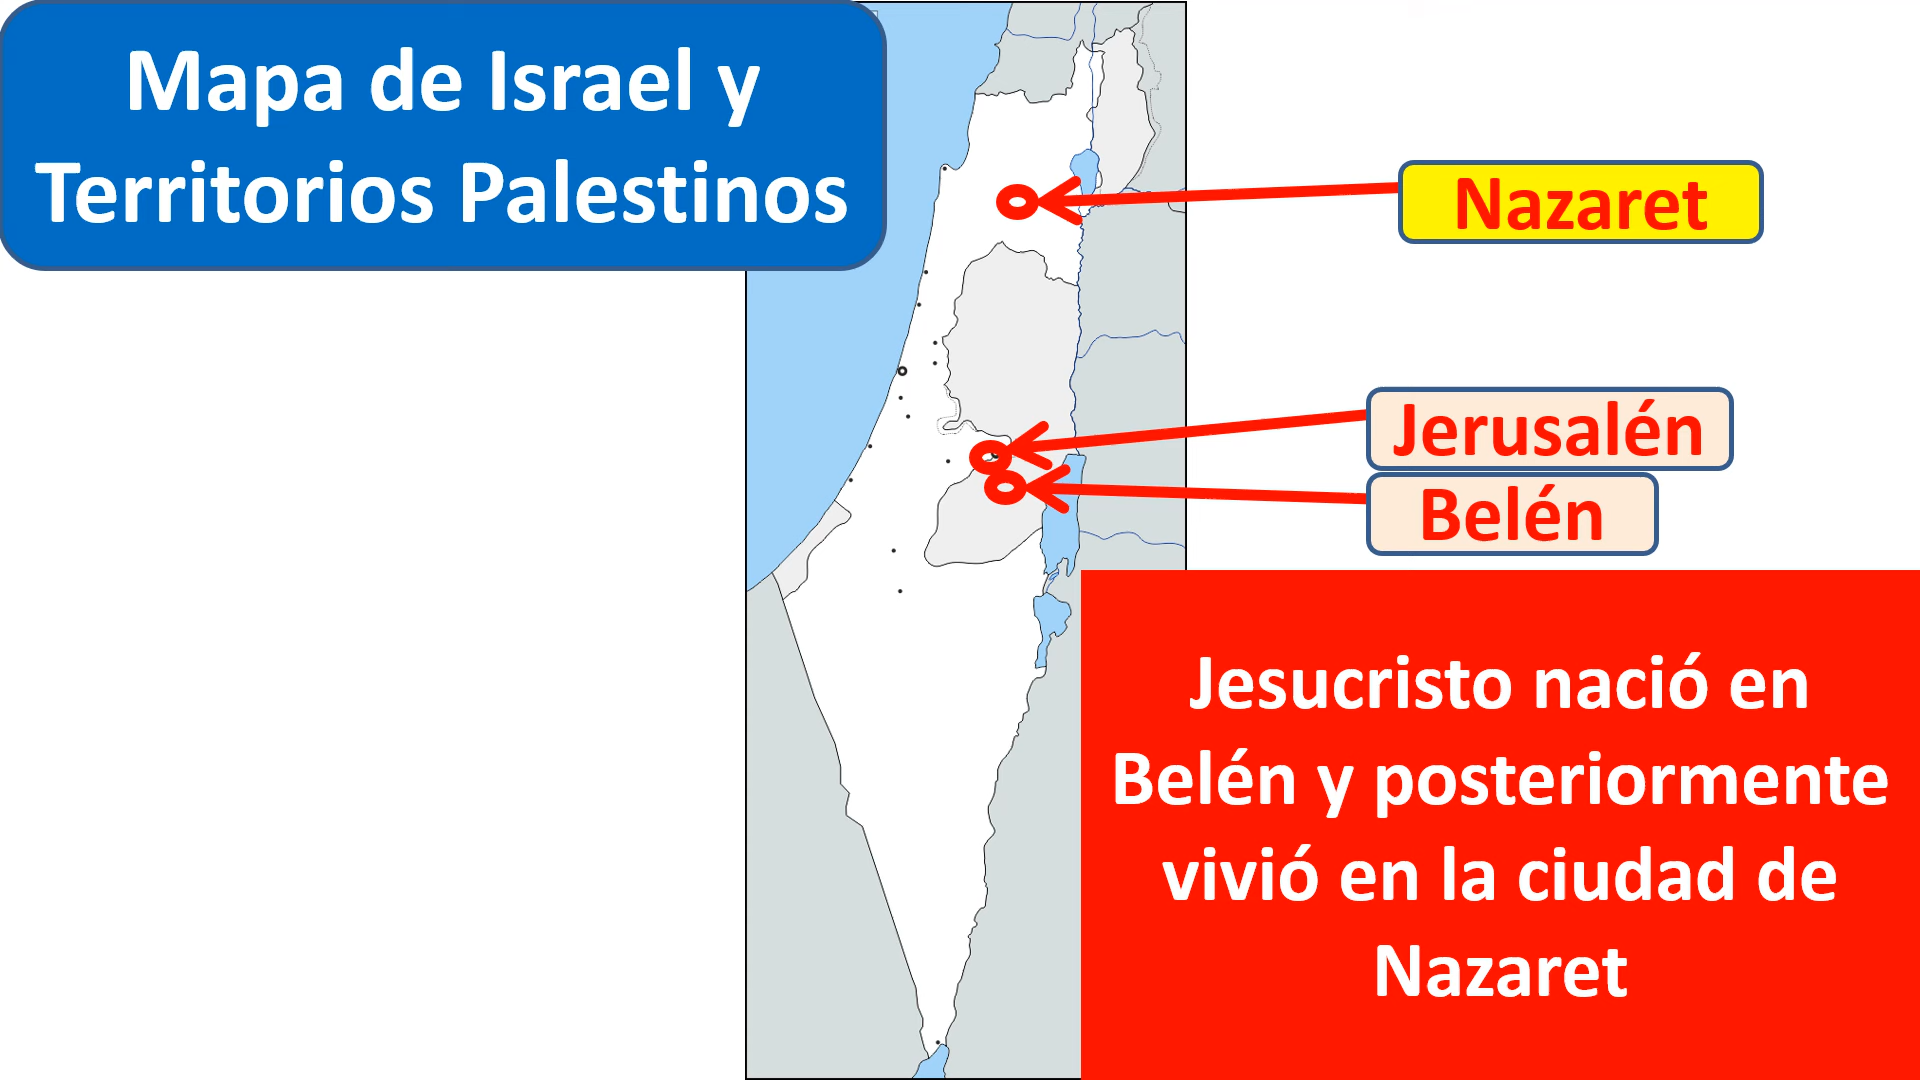 Mapa de Israel y
Territorios Palestinos
Nazaret
Jerusalén
Belén
Jesucristo nació en
Belén y posteriormente
vivió en la ciudad de
Nazaret